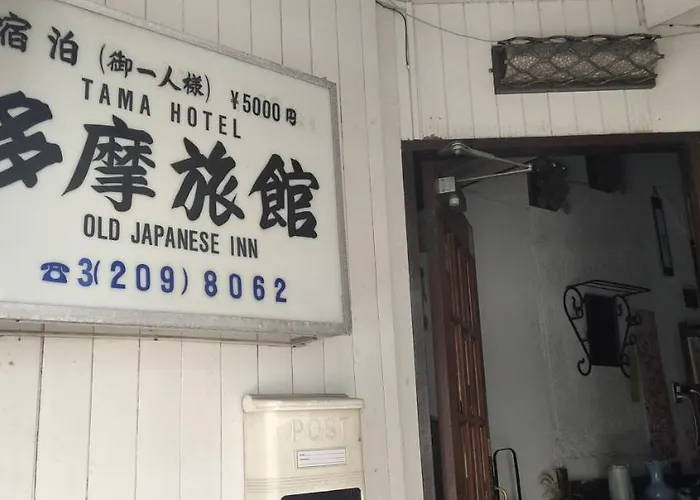 宿泊(御一人様)¥5000円
TAMA HOTEL
多摩旅館
OLD JAPANESE INN
☎3(209)8062
POST